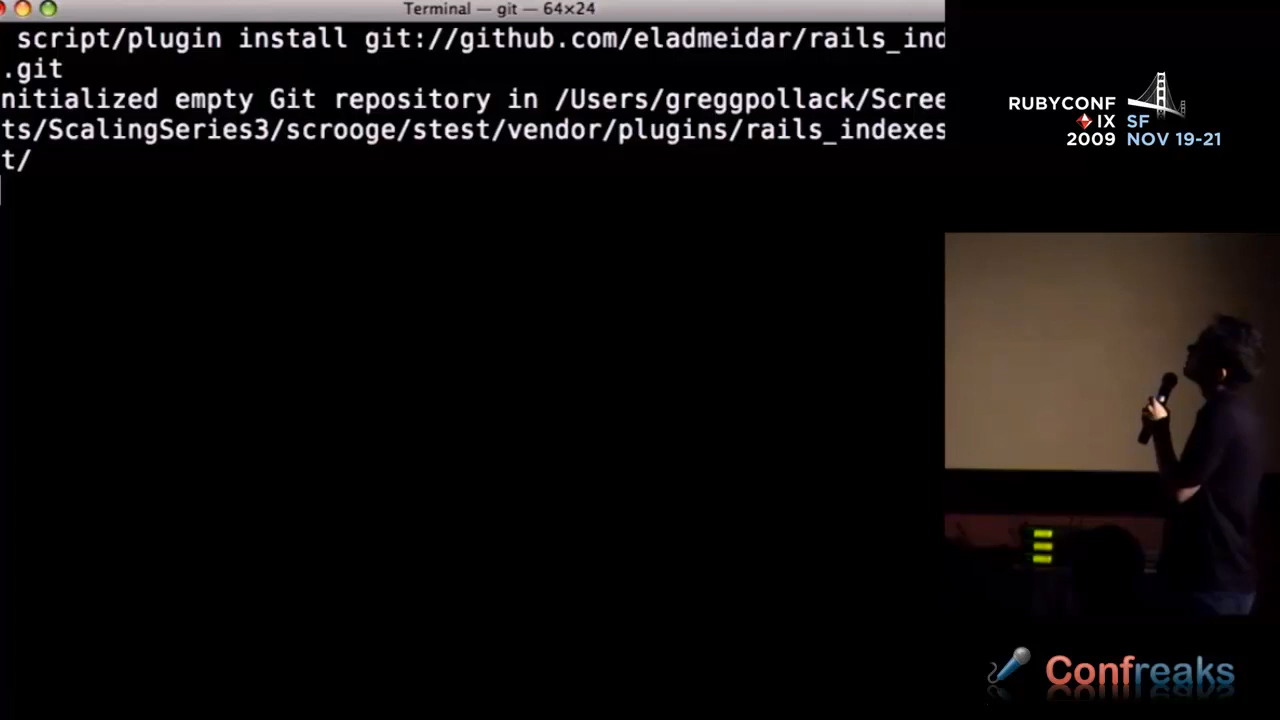 Terminal — git — 64×24
script/plugin install git://github.com/eladmeidar/rails_ind
.git
nitialized empty Git repository in /Users/greggpollack/Scree
ts/ScalingSeries3/scrooge/stest/vendor/plugins/rails_indexes
t/
RUBYCONF
IX SF
2009 NOV 19-21
Confreaks